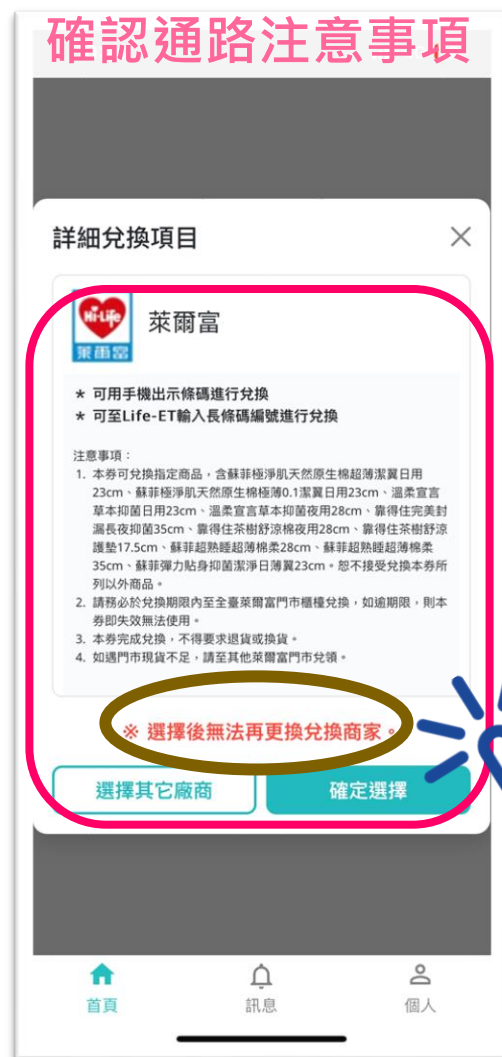 確認通路注意事項
詳細兌換項目
Hi-Life
萊爾富
萊爾富
* 可用手機出示條碼進行兌換
* 可至Life-ET輸入長條碼編號進行兌換
注意事項：
1. 本券可兌換指定商品，含蘇菲極淨肌天然原生棉超薄潔翼日用
23cm、蘇菲極淨肌天然原生棉極薄0.1潔翼日用23cm、溫柔宣言
草本抑菌日用23cm、溫柔宣言草本抑菌夜用28cm、靠得住完美封
漏長夜抑菌35cm、靠得住茶樹舒涼棉夜用28cm、靠得住茶樹舒涼
護墊17.5cm、蘇菲超熟睡超薄棉柔28cm、蘇菲超熟睡超薄棉柔
35cm、蘇菲彈力貼身抑菌潔淨日薄翼23cm。恕不接受兌換本券所
列以外商品。
2. 請務必於兌換期限內至全臺萊爾富門市櫃檯兌換，如逾期限，則本
券即失效無法使用。
3. 本券完成兌換，不得要求退貨或換貨。
4. 如遇門市現貨不足，請至其他萊爾富門市兌領。
※ 選擇後無法再更換兌換商家。
選擇其它廠商
確定選擇
首頁
訊息
個人